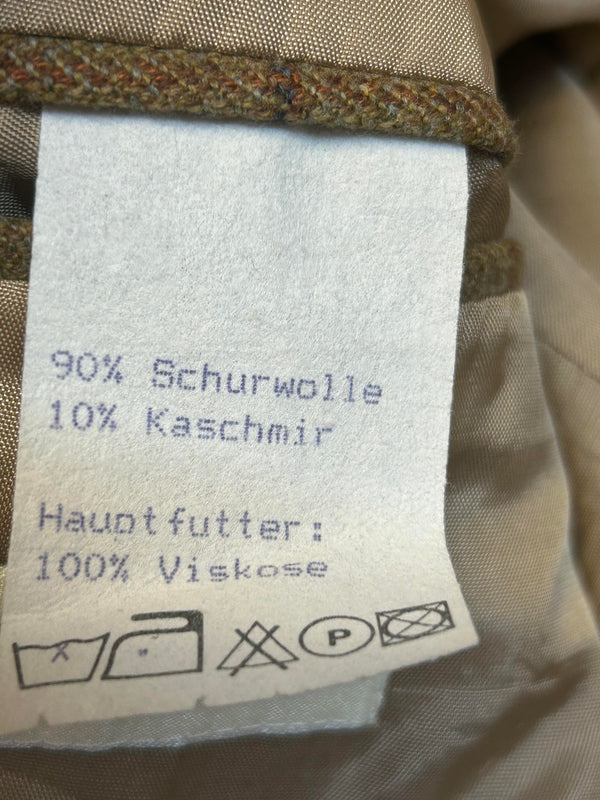 90% Schurwolle
10% Kaschmir
Hauptfutter:
100% Viskose
P